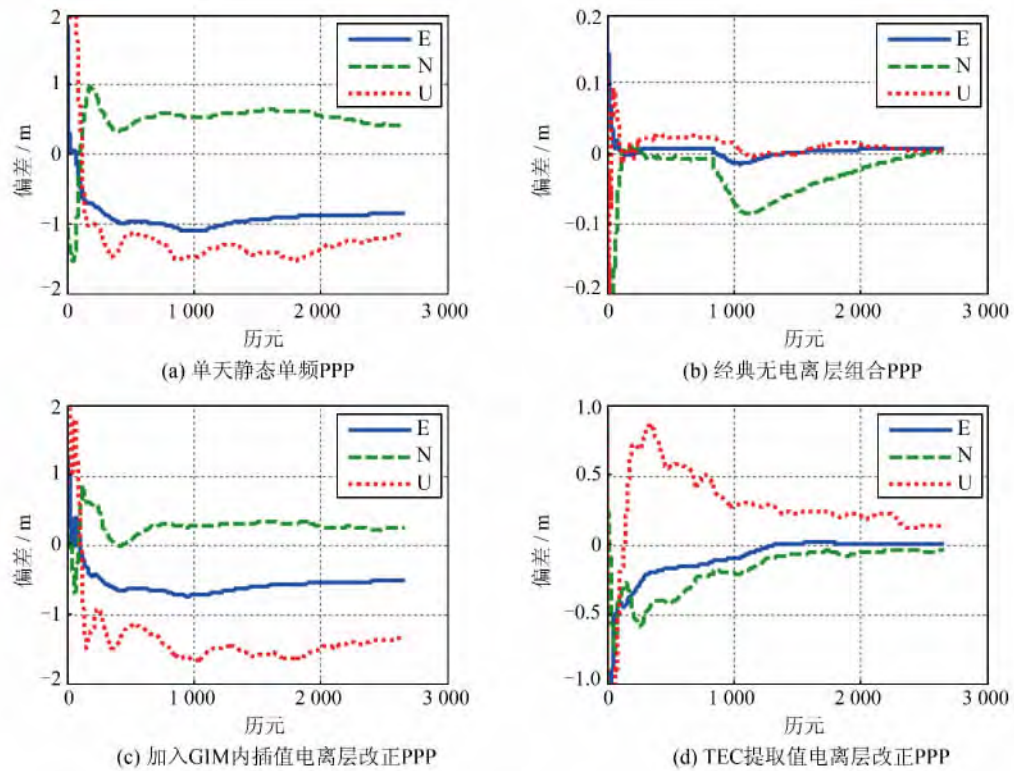 2
1
0
−1
−2
偏差 / m
0
1 000
2 000
3 000
历元
E
N
U
(a) 单天静态单频PPP
0.2
0.1
0
−0.1
−0.2
偏差 / m
0
1 000
2 000
3 000
历元
E
N
U
(b) 经典无电离层组合PPP
2
1
0
−1
−2
偏差 / m
0
1 000
2 000
3 000
历元
E
N
U
(c) 加入GIM内插值电离层改正PPP
1.0
0.5
0
−0.5
−1.0
偏差 / m
0
1 000
2 000
3 000
历元
E
N
U
(d) TEC提取值电离层改正PPP